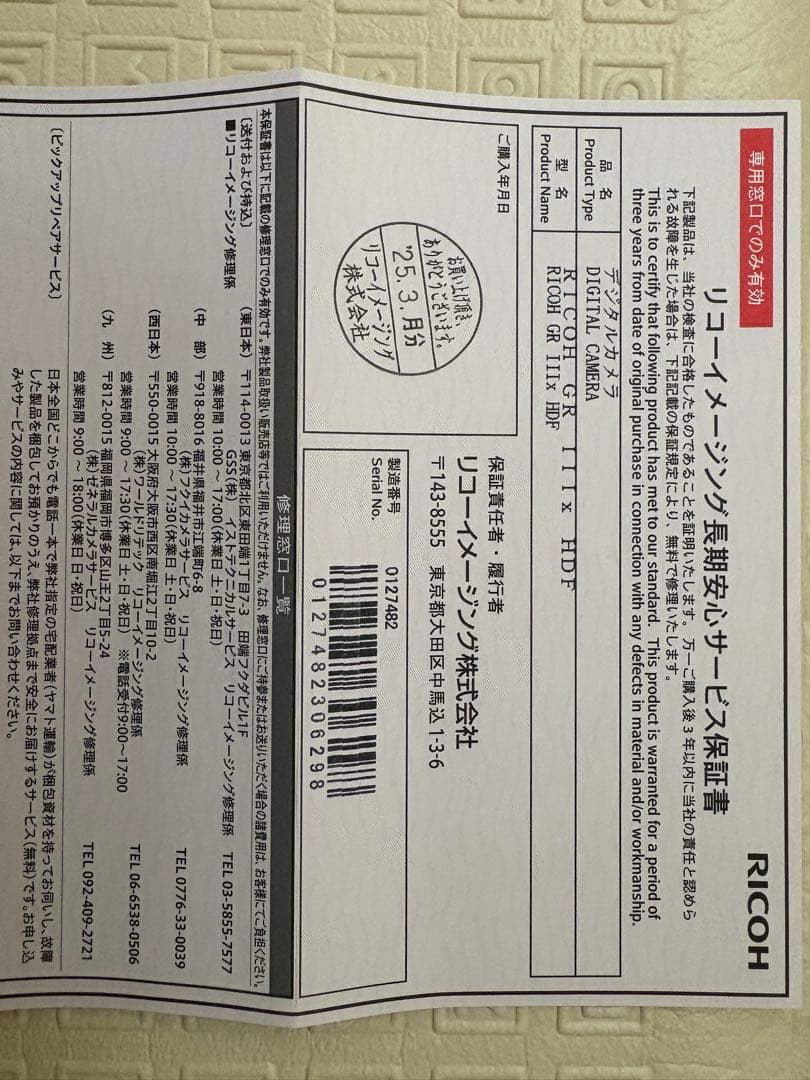 専用窓口でのみ有効
RICOH
リコーイメージング長期安心サービス保証書
下記製品は、当社の検査に合格したものであることを証明いたします。万一ご購入後3年以内に当社の責任と認めら
れる故障を生じた場合は、下記記載の保証規定により、無料で修理いたします。
This is to certify that following product has met to our standard. This product is warranted for a period of
three years from date of original purchase in connection with any defects in material and/or workmanship.
品 名
Product Type
デジタルカメラ
DIGITAL CAMERA
型 名
Product Name
RICOH GR IIIx HDF
RICOH GR IIIx HDF
ご購入年月日
お買い上げ頂き、
ありがとうございます。
'25.3.月分
リコーイメージング
株式会社
保証責任者・履行者
リコーイメージング株式会社
〒143-8555 東京都大田区中馬込1-3-6
製造番号
Serial No.
0127482
0127482306298
修理窓口一覧
本保証書は以下に記載の修理窓口でのみ有効です。弊社製品取扱い販売店等ではご利用いただけません。なお、修理窓口にご持参またはお送りいただく場合の諸費用は、お客様にてご負担ください。
〔送付および持込〕
■リコーイメージング修理係
(東日本) 〒114-0013 東京都北区東田端1丁目7-3 田端フクダビル1F
GSS(株) イストテクニカルサービス リコーイメージング修理係 TEL 03-5855-7577
営業時間 10:00 ～ 17:00(休業日 土・日・祝日)
(中 部) 〒918-8016 福井県福井市江端町6-8
(株)フクイカメラサービス リコーイメージング修理係 TEL 0776-33-0039
営業時間 10:00 ～ 17:30(休業日 土・日・祝日)
(西日本) 〒550-0015 大阪府大阪市西区南堀江2丁目10-2
(株)ワールドリテック リコーイメージング修理係 TEL 06-6538-0506
営業時間 9:00 ～ 17:30(休業日 土・日・祝日) ※電話受付9:00～17:00
(九 州) 〒812-0015 福岡県福岡市博多区山王2丁目5-24
(株)ゼネラルカメラサービス リコーイメージング修理係 TEL 092-409-2721
営業時間 9:00 ～ 18:00(休業日 日・祝日)
〔ピックアップリペアサービス〕
日本全国どこからでも電話一本で弊社指定の宅配業者(ヤマト運輸)が梱包資材を持ってお伺いし、故障
した製品を梱包してお預かりのうえ、弊社修理拠点まで安全にお届けするサービス(無料)です。お申し込
みやサービスの内容に関しては、以下までお問い合わせください。